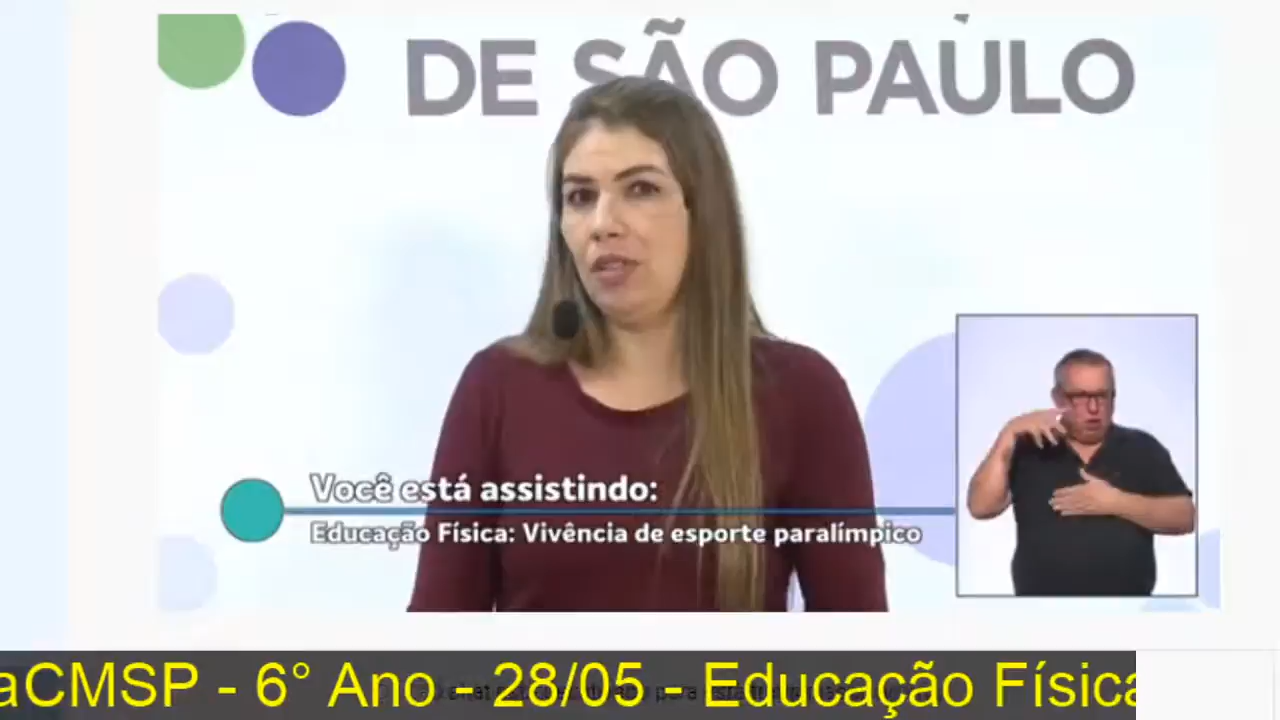 DE SÃO PAULO
Você está assistindo:
Educação Física: Vivência de esporte paralímpico
aCMSP - 6° Ano - 28/05 - Educação Física